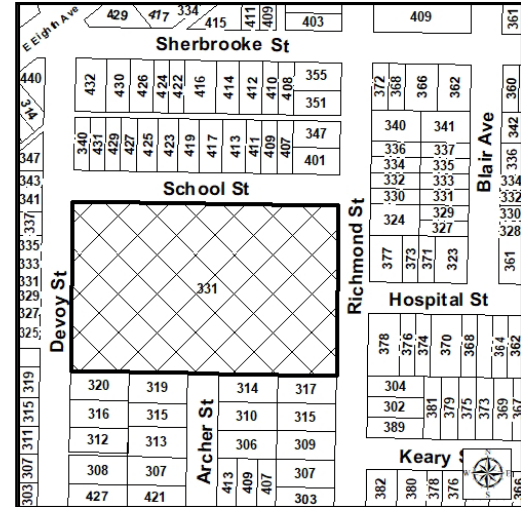 429 417 334 415 411 409 403 409 361
E Eighth Ave
Sherbrooke St
440 432 430 426 424 422 416 414 412 410 408 355 372 368 366 362 360
314 351
340 341 342
340 431 429 427 425 423 419 417 413 411 409 407 347
347 401 336 337 336
334 335
343 332 333 334
341 School St 330 331 332
Blair Ave
337 324 329 330
327 328
335 Richmond St
333 331 377 373 371 323 361
331
329 Hospital St
327
325 Devoy St 378 376 374 370 368 364 362
319 320 319 314 317 304
315 316 315 310 315 302 381 379 375 373 369 367
311 312 313 306 309 389
Archer St
307 308 307 413 409 407 307 Keary
303 427 421 303 382 380 378 376 366